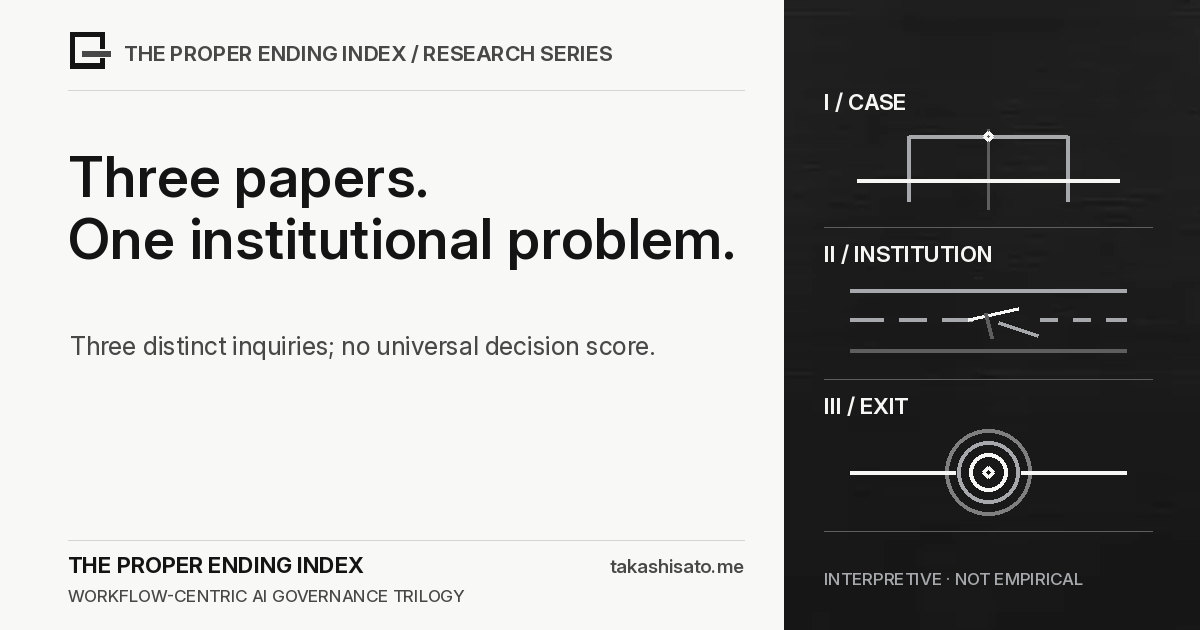 THE PROPER ENDING INDEX / RESEARCH SERIES
Three papers.
One institutional problem.
Three distinct inquiries; no universal decision score.
THE PROPER ENDING INDEX
takashisato.me
WORKFLOW-CENTRIC AI GOVERNANCE TRILOGY
I / CASE
II / INSTITUTION
III / EXIT
INTERPRETIVE · NOT EMPIRICAL